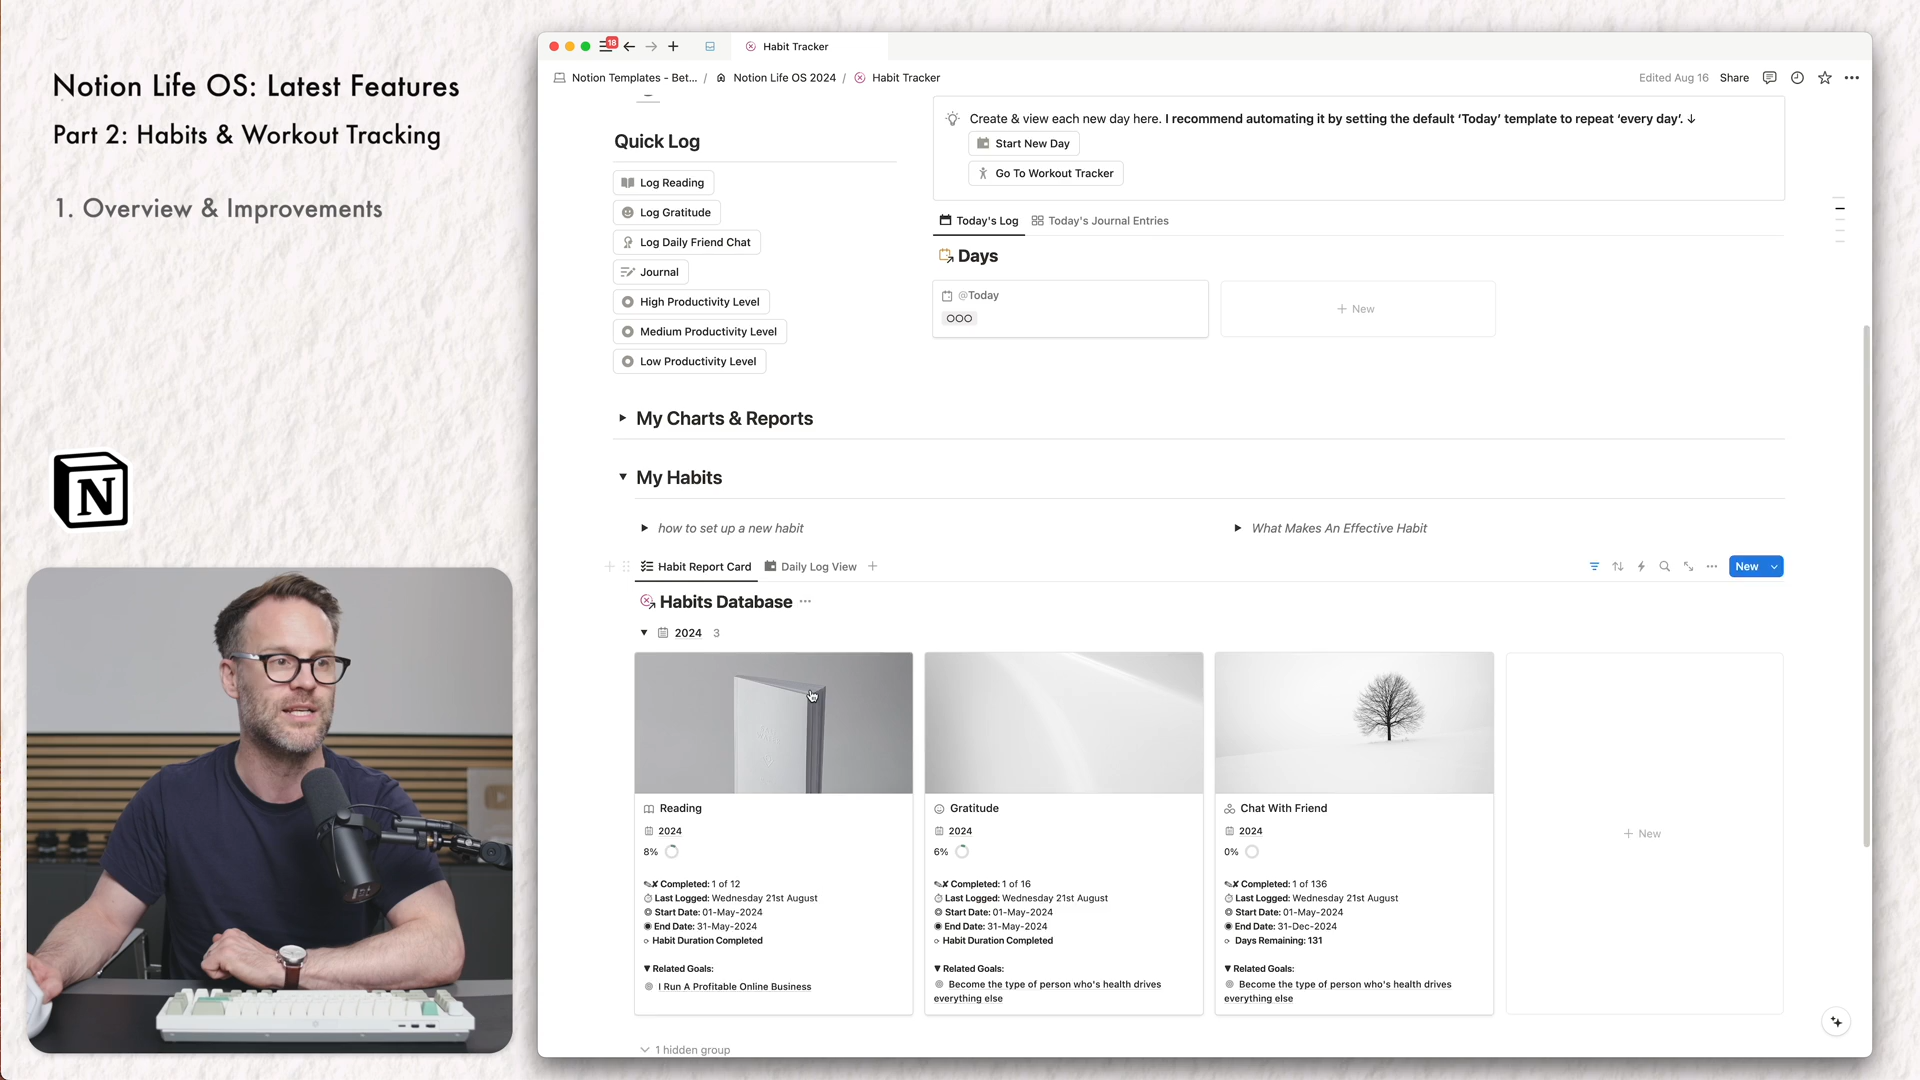 Notion Life OS: Latest Features
Part 2: Habits & Workout Tracking
1. Overview & Improvements
N
18
Habit Tracker
Notion Templates - Bet... / Notion Life OS 2024 / Habit Tracker
Edited Aug 16 Share
Quick Log
Log Reading
Log Gratitude
Log Daily Friend Chat
Journal
High Productivity Level
Medium Productivity Level
Low Productivity Level
Create & view each new day here. I recommend automating it by setting the default ‘Today’ template to repeat ‘every day’. ↓
Start New Day
Go To Workout Tracker
Today's Log Today's Journal Entries
Days
@Today
OOO
+ New
My Charts & Reports
My Habits
how to set up a new habit
What Makes An Effective Habit
Habit Report Card Daily Log View +
New
Habits Database ...
2024 3
Reading
2024
8%
Completed: 1 of 12
Last Logged: Wednesday 21st August
Start Date: 01-May-2024
End Date: 31-May-2024
Habit Duration Completed
Related Goals:
I Run A Profitable Online Business
Gratitude
2024
6%
Completed: 1 of 16
Last Logged: Wednesday 21st August
Start Date: 01-May-2024
End Date: 31-May-2024
Habit Duration Completed
Related Goals:
Become the type of person who's health drives
everything else
Chat With Friend
2024
0%
Completed: 1 of 136
Last Logged: Wednesday 21st August
Start Date: 01-May-2024
End Date: 31-Dec-2024
Days Remaining: 131
Related Goals:
Become the type of person who's health drives
everything else
+ New
1 hidden group